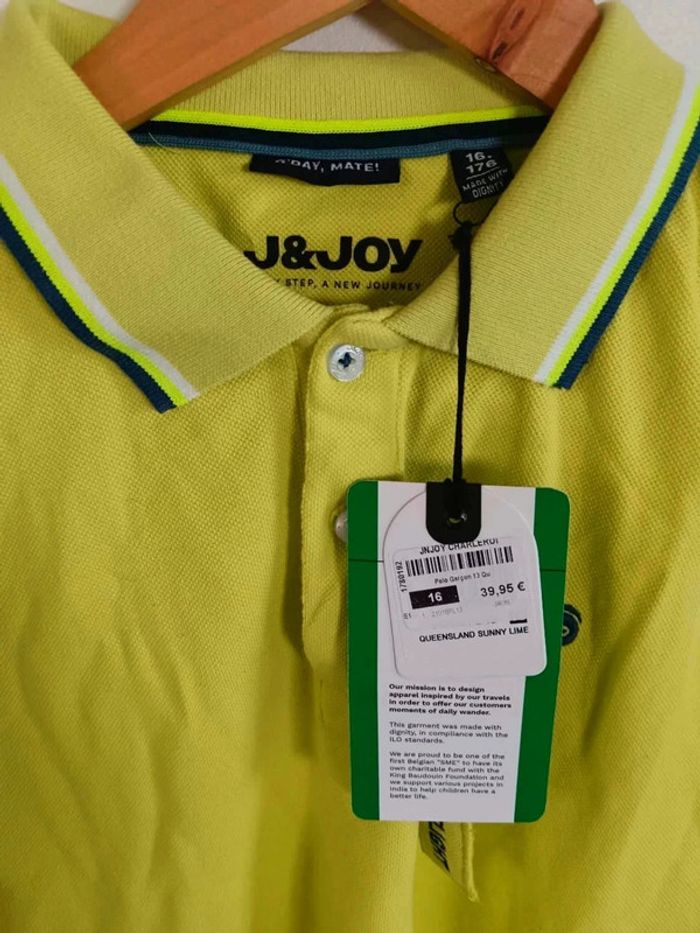 DAY, MATE!
16.
176
MADE WITH
DIGNITY
J&JOY
STEP, A NEW JOURNEY
JNJOY CHARLEROI
1780192
Polo Garçon 13 Qu
16
39,95 €
QUEENSLAND SUNNY LIME
Our mission is to design
apparel inspired by our travels
in order to offer our customers
moments of daily wander.
This garment was made with
dignity, in compliance with the
ILO standards.
We are proud to be one of the
first Belgian "SME" to have its
own charitable fund with the
King Baudouin Foundation and
we support various projects in
India to help children have a
better life.